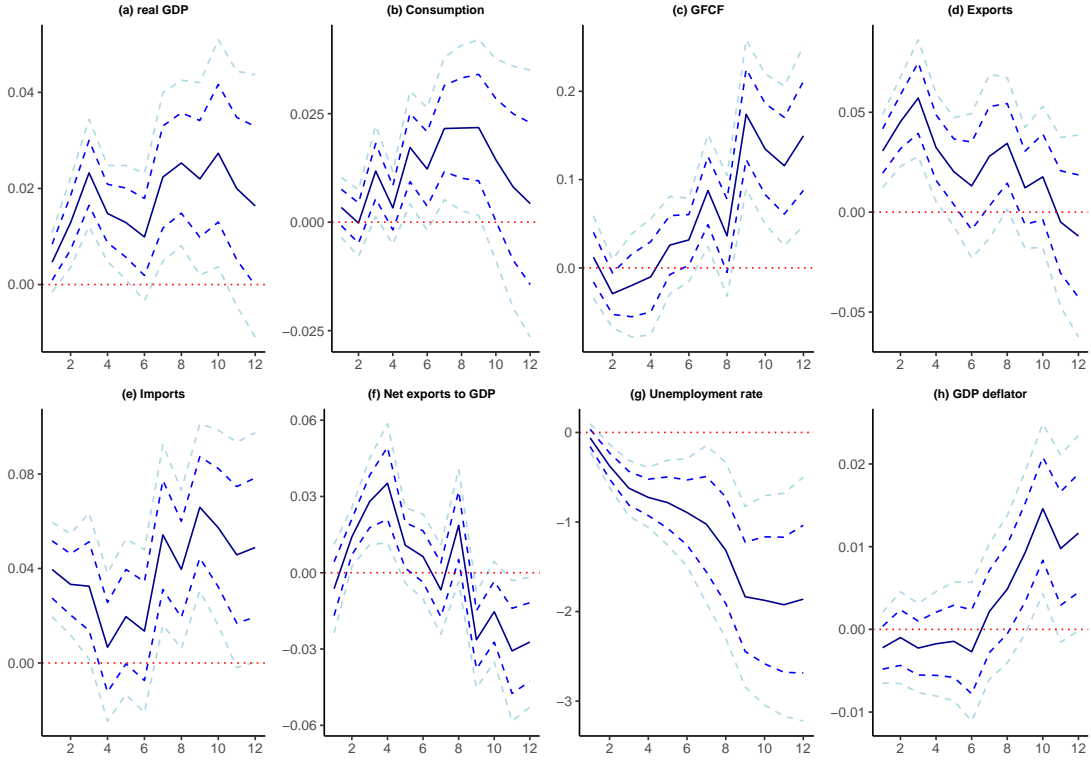 (a) real GDP
0.04
0.02
0.00
2 4 6 8 10 12
(b) Consumption
0.025
0.000
−0.025
2 4 6 8 10 12
(c) GFCF
0.2
0.1
0.0
2 4 6 8 10 12
(d) Exports
0.05
0.00
−0.05
2 4 6 8 10 12
(e) Imports
0.08
0.04
0.00
2 4 6 8 10 12
(f) Net exports to GDP
0.06
0.03
0.00
−0.03
−0.06
2 4 6 8 10 12
(g) Unemployment rate
0
−1
−2
−3
2 4 6 8 10 12
(h) GDP deflator
0.02
0.01
0.00
−0.01
2 4 6 8 10 12